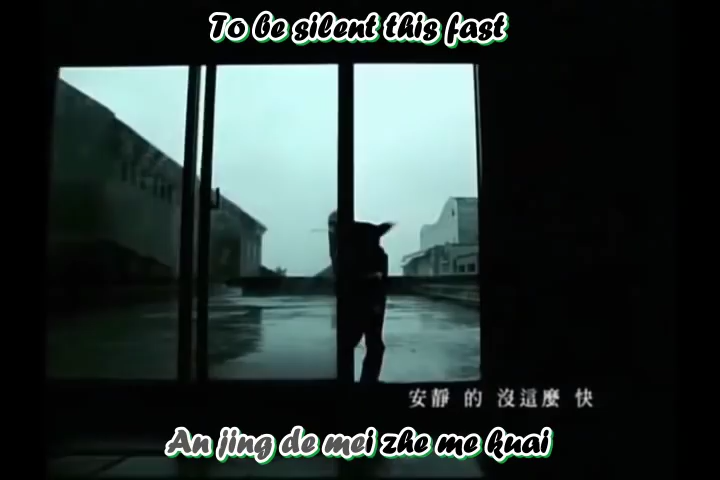 To be silent this fast
安靜 的 沒這麼 快
An jing de mei zhe me kuai